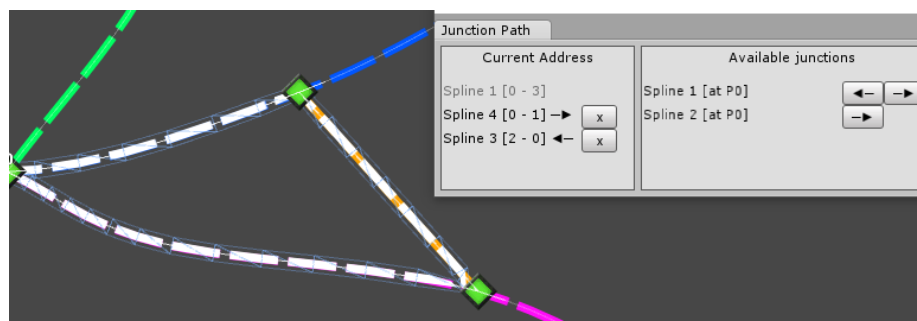 Junction Path
Current Address
Spline 1 [0 - 3]
Spline 4 [0 - 1] –► x
Spline 3 [2 - 0] ◄– x
Available junctions
Spline 1 [at P0] ◄– –►
Spline 2 [at P0] –►